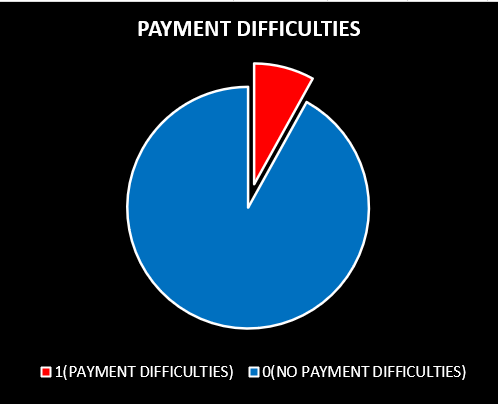 PAYMENT DIFFICULTIES
1(PAYMENT DIFFICULTIES) 0(NO PAYMENT DIFFICULTIES)